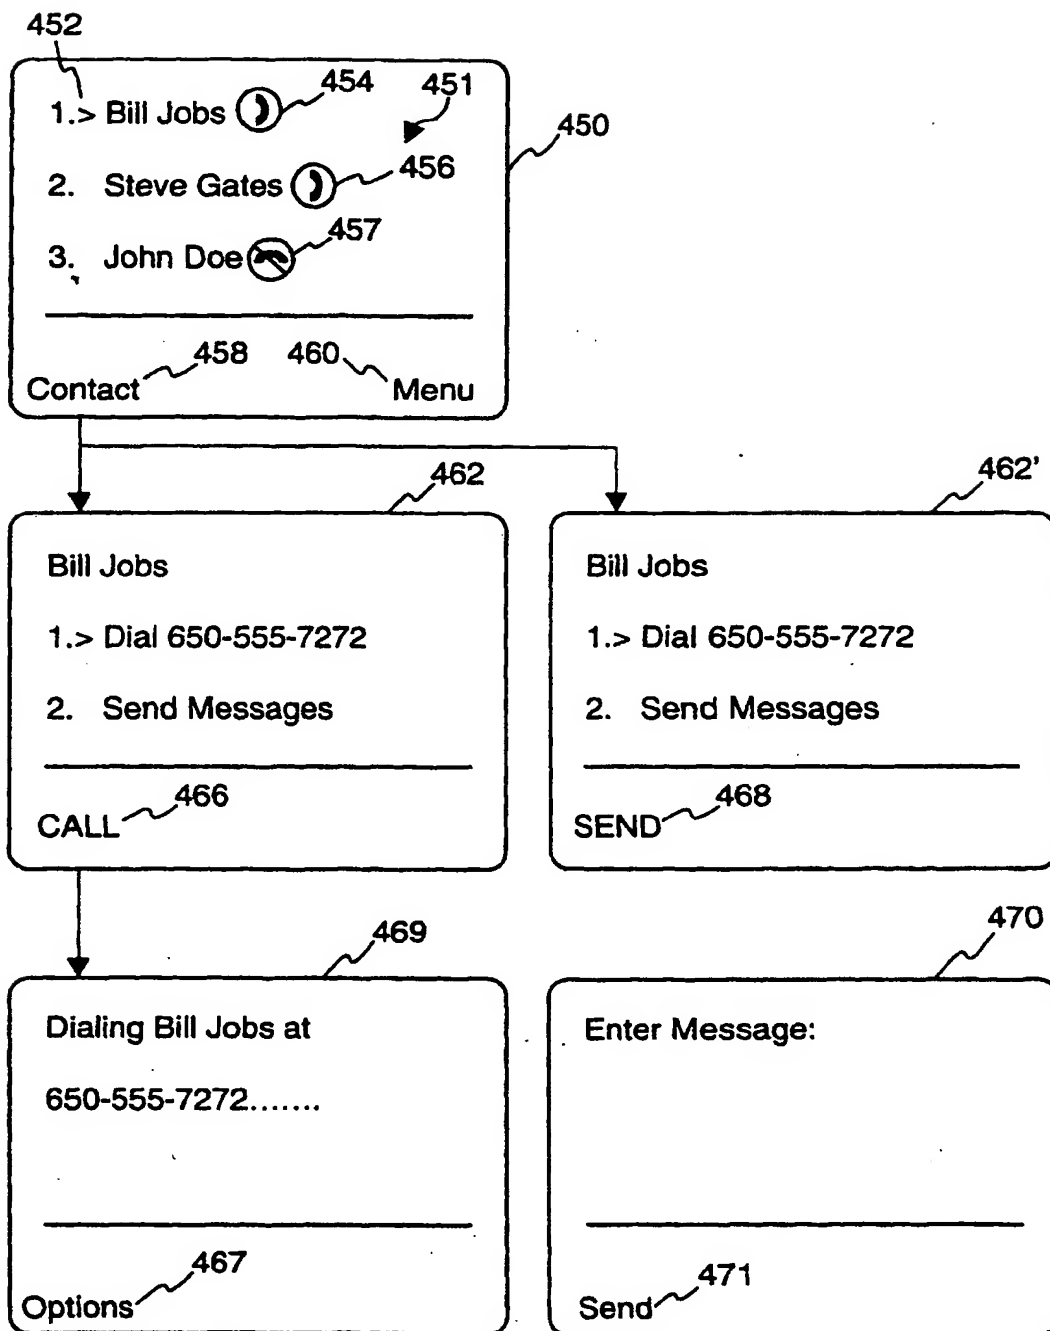 452
1.> Bill Jobs 454 451
450
2. Steve Gates 456
457
3. John Doe
458 460
Contact Menu
462 462'
Bill Jobs
1.> Dial 650-555-7272
2. Send Messages
466
CALL
Bill Jobs
1.> Dial 650-555-7272
2. Send Messages
468
SEND
469 470
Dialing Bill Jobs at
650-555-7272.......
467
Options
Enter Message:
471
Send